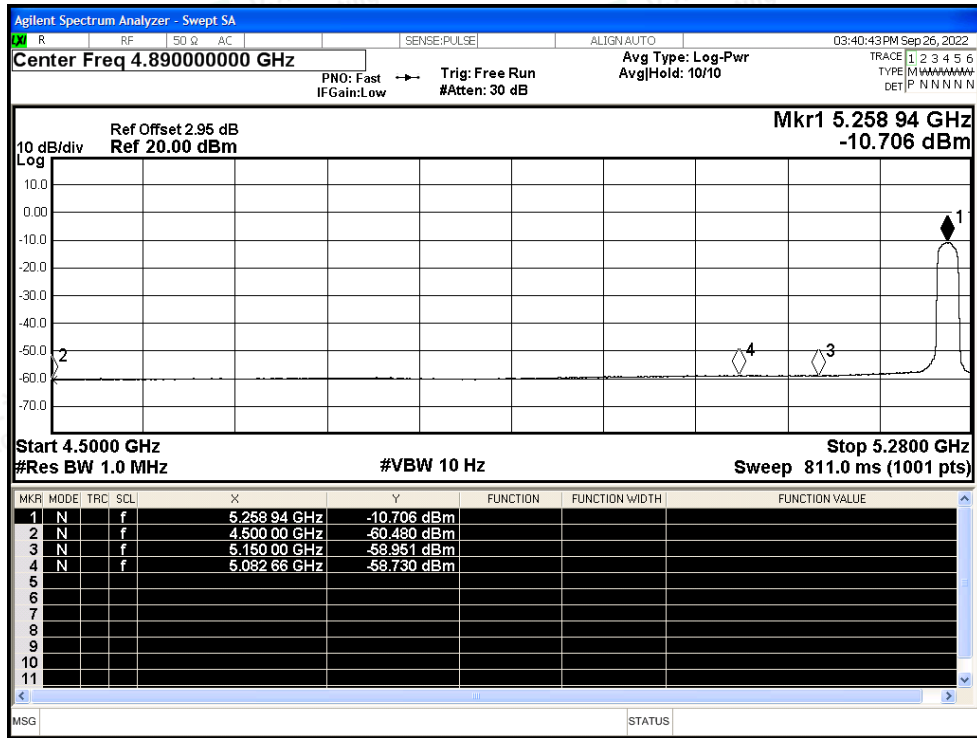 Agilent Spectrum Analyzer - Swept SA
LXI R RF 50 Ω AC SENSE:PULSE ALIGN AUTO 03:40:43 PM Sep 26, 2022
Center Freq 4.890000000 GHz
PNO: Fast
IFGain:Low
Trig: Free Run
#Atten: 30 dB
Avg Type: Log-Pwr
Avg|Hold: 10/10
TRACE 1 2 3 4 5 6
TYPE M
DET P N N N N N
Ref Offset 2.95 dB
Ref 20.00 dBm
Mkr1 5.258 94 GHz
-10.706 dBm
10 dB/div
Log
10.0
0.00
-10.0
-20.0
-30.0
-40.0
-50.0
-60.0
-70.0
1
2
4
3
Start 4.5000 GHz
Stop 5.2800 GHz
#Res BW 1.0 MHz
#VBW 10 Hz
Sweep 811.0 ms (1001 pts)
MKR MODE TRC SCL X Y FUNCTION FUNCTION WIDTH FUNCTION VALUE
1 N f 5.258 94 GHz -10.706 dBm
2 N f 4.500 00 GHz -60.480 dBm
3 N f 5.150 00 GHz -58.951 dBm
4 N f 5.082 66 GHz -58.730 dBm
5
6
7
8
9
10
11
MSG
STATUS